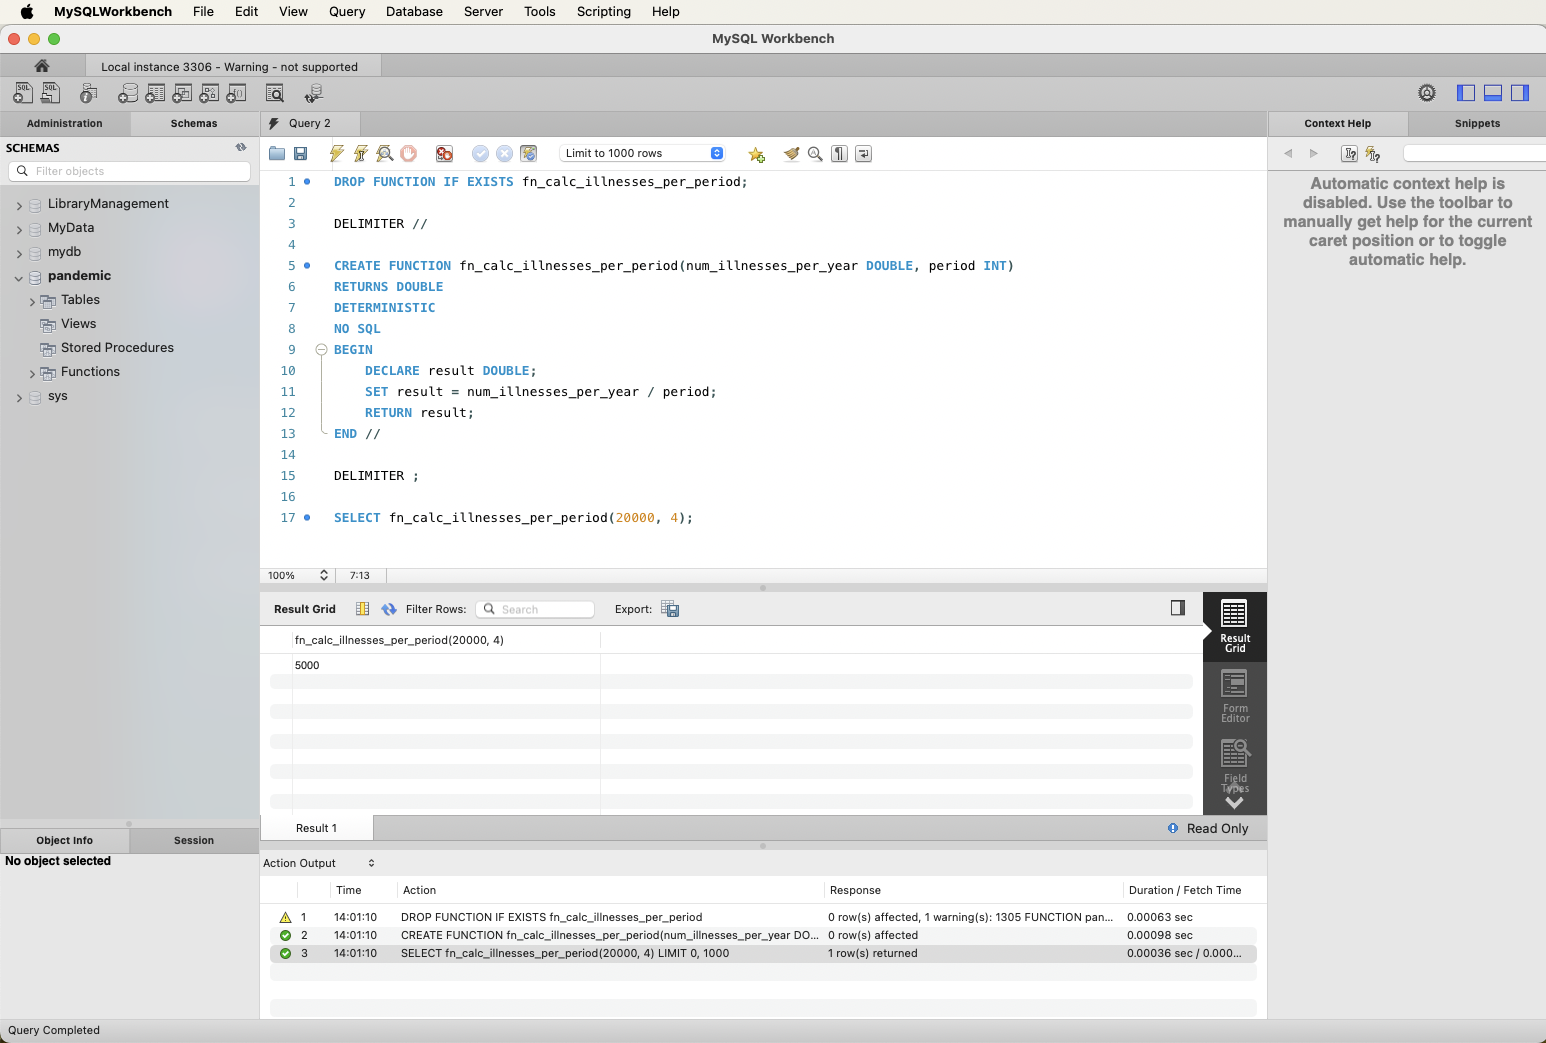 MySQLWorkbench File Edit View Query Database Server Tools Scripting Help
MySQL Workbench
Local instance 3306 - Warning - not supported
Administration Schemas
SCHEMAS
Filter objects
LibraryManagement
MyData
mydb
pandemic
Tables
Views
Stored Procedures
Functions
sys
Object Info Session
No object selected
Query 2
Limit to 1000 rows
1 DROP FUNCTION IF EXISTS fn_calc_illnesses_per_period;
2
3 DELIMITER //
4
5 CREATE FUNCTION fn_calc_illnesses_per_period(num_illnesses_per_year DOUBLE, period INT)
6 RETURNS DOUBLE
7 DETERMINISTIC
8 NO SQL
9 BEGIN
10 DECLARE result DOUBLE;
11 SET result = num_illnesses_per_year / period;
12 RETURN result;
13 END //
14
15 DELIMITER ;
16
17 SELECT fn_calc_illnesses_per_period(20000, 4);
100% 7:13
Result Grid Filter Rows: Search Export:
fn_calc_illnesses_per_period(20000, 4)
5000
Result
Grid
Form
Editor
Field
Types
Result 1 Read Only
Action Output
Time Action Response Duration / Fetch Time
1 14:01:10 DROP FUNCTION IF EXISTS fn_calc_illnesses_per_period 0 row(s) affected, 1 warning(s): 1305 FUNCTION pan... 0.00063 sec
2 14:01:10 CREATE FUNCTION fn_calc_illnesses_per_period(num_illnesses_per_year DO... 0 row(s) affected 0.00098 sec
3 14:01:10 SELECT fn_calc_illnesses_per_period(20000, 4) LIMIT 0, 1000 1 row(s) returned 0.00036 sec / 0.000...
Context Help Snippets
Automatic context help is
disabled. Use the toolbar to
manually get help for the current
caret position or to toggle
automatic help.
Query Completed